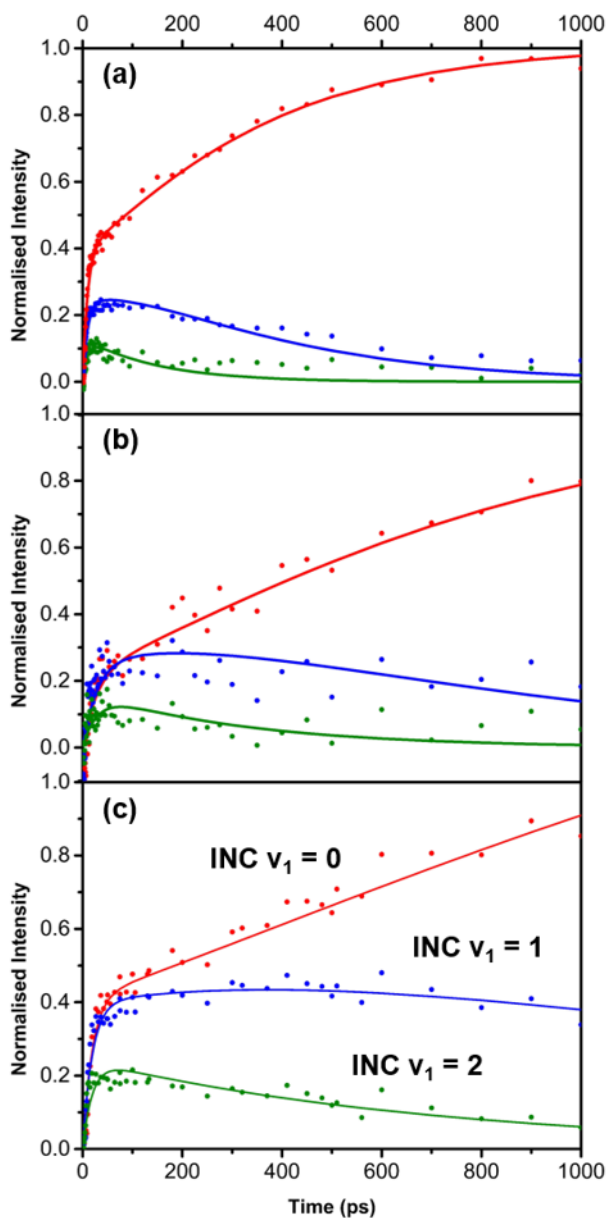 0 200 400 600 800 1000
(a)
1.0
0.8
0.6
0.4
0.2
0.0
Normalised Intensity
(b)
1.0
0.8
0.6
0.4
0.2
0.0
Normalised Intensity
(c)
1.0
0.8
0.6
0.4
0.2
0.0
Normalised Intensity
INC v₁ = 0
INC v₁ = 1
INC v₁ = 2
0 200 400 600 800 1000
Time (ps)